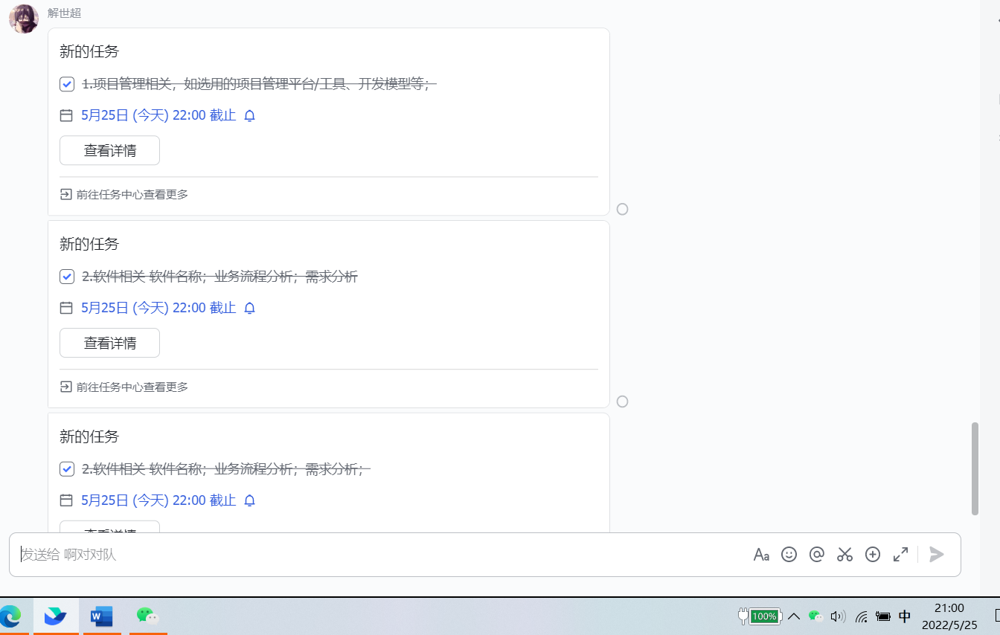 解世超
新的任务
1.项目管理相关，如选用的项目管理平台/工具、开发模型等；
5月25日 (今天) 22:00 截止
查看详情
前往任务中心查看更多
新的任务
2.软件相关 软件名称；业务流程分析；需求分析
5月25日 (今天) 22:00 截止
查看详情
前往任务中心查看更多
新的任务
2.软件相关 软件名称；业务流程分析；需求分析；
5月25日 (今天) 22:00 截止
查看详情
发送给 啊对对队
Aa
W
100%
中
21:00
2022/5/25